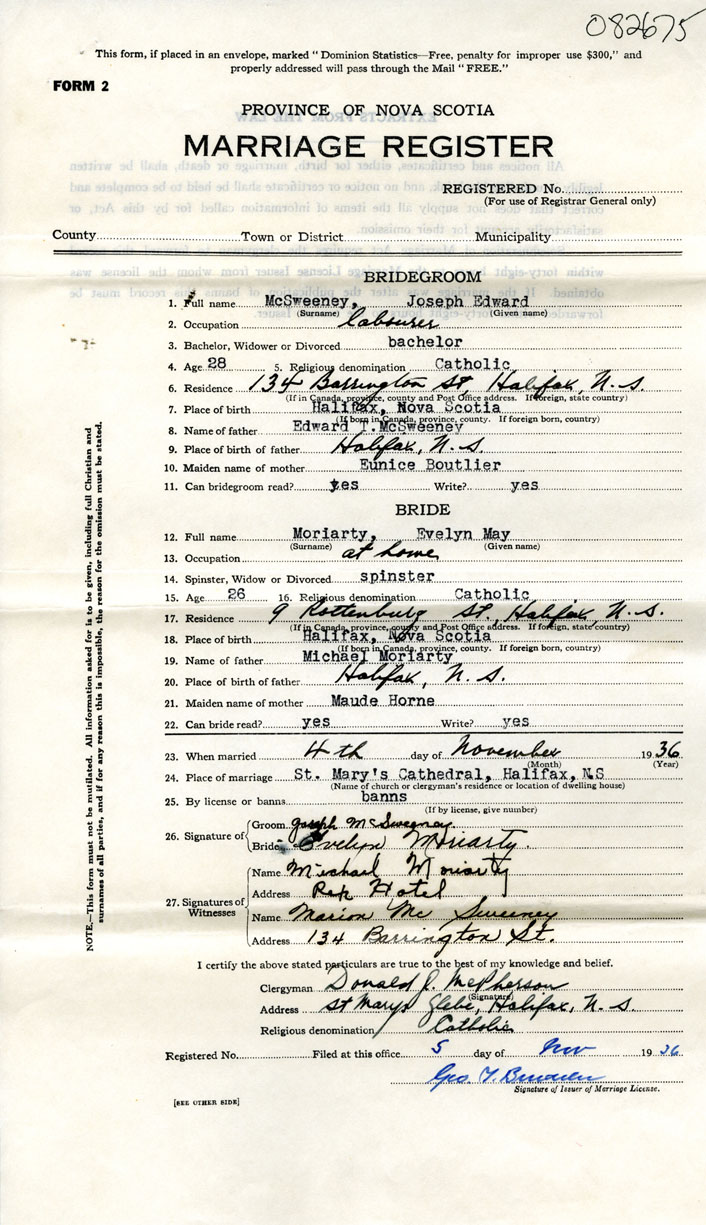 082675
This form, if placed in an envelope, marked "Dominion Statistics—Free, penalty for improper use $300," and
properly addressed will pass through the Mail "FREE."
FORM 2
PROVINCE OF NOVA SCOTIA
MARRIAGE REGISTER
REGISTERED No.
(For use of Registrar General only)
County Town or District Municipality
BRIDEGROOM
1. Full name McSweeney, Joseph Edward
(Surname) (Given name)
2. Occupation labourer
3. Bachelor, Widower or Divorced bachelor
4. Age 28 5. Religious denomination Catholic
6. Residence 134 Barrington St Halifax, N.S.
(If in Canada, province, county and Post Office address. If foreign, state country)
7. Place of birth Halifax, Nova Scotia
(If born in Canada, province, county. If foreign born, country)
8. Name of father Edward T. McSweeney
9. Place of birth of father Halifax, N.S.
10. Maiden name of mother Eunice Boutlier
11. Can bridegroom read? yes Write? yes
BRIDE
12. Full name Moriarty, Evelyn May
(Surname) (Given name)
13. Occupation at home
14. Spinster, Widow or Divorced spinster
15. Age 26 16. Religious denomination Catholic
17. Residence 9 Rottenburg St, Halifax, N.S.
(If in Canada, province, county and Post Office address. If foreign, state country)
18. Place of birth Halifax, Nova Scotia
(If born in Canada, province, county. If foreign born, country)
19. Name of father Michael Moriarty
20. Place of birth of father Halifax, N.S.
21. Maiden name of mother Maude Horne
22. Can bride read? yes Write? yes
23. When married 4th day of November 1936
(Month) (Year)
24. Place of marriage St. Mary's Cathedral, Halifax, NS
(Name of church or clergyman's residence or location of dwelling house)
25. By license or banns banns
(If by license, give number)
26. Signature of
Groom Joseph McSweeney
Bride Evelyn Moriarty.
27. Signatures of Witnesses
Name Michael Moriarty
Address Hotel
Name Marion McSweeney
Address 134 Barrington St.
I certify the above stated particulars are true to the best of my knowledge and belief.
Clergyman Donald J. McPherson
(Signature)
Address St Marys Glebe, Halifax, N.S.
Religious denomination Catholic
Registered No. Filed at this office 5 day of Nov 1936
Geo. T.
Signature of Issuer of Marriage License.
[SEE OTHER SIDE]
NOTE.—This form must not be mutilated. All information asked for is to be given, including full Christian and
surnames of all parties, and if for any reason this is impossible, the reason for the omission must be stated.